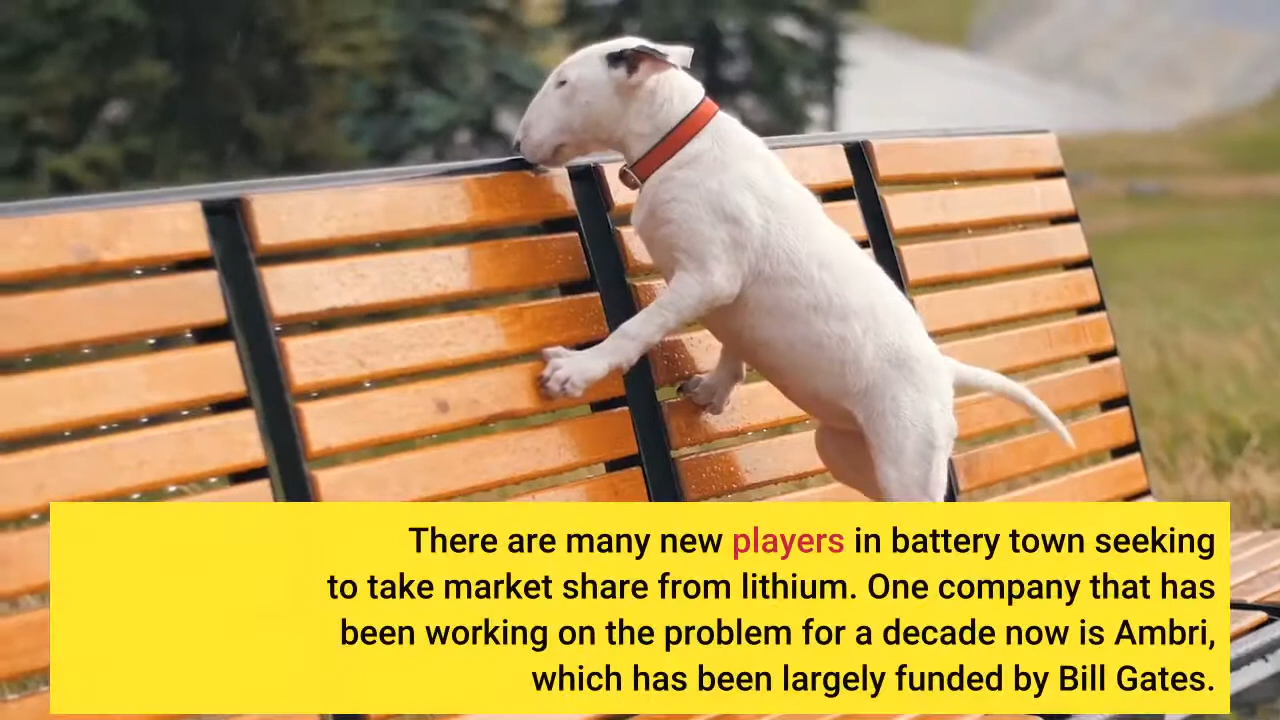 There are many new players in battery town seeking
to take market share from lithium. One company that has
been working on the problem for a decade now is Ambri,
which has been largely funded by Bill Gates.